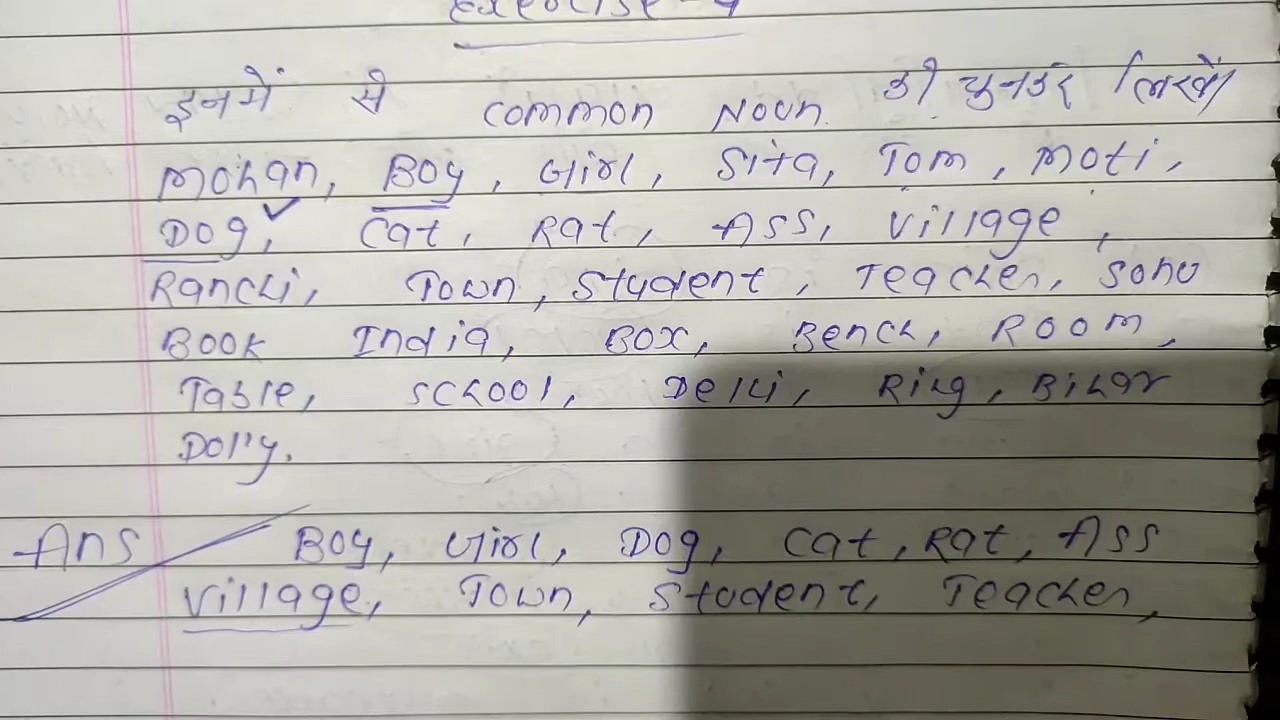 Exercise-4
इनमें से common Noun को चुनकर लिखें
Mohan, Boy, Girl, Sita, Tom, Moti,
Dog, Cat, Rat, Ass, Village,
Ranchi, Town, Student, Teacher, Sonu
Book India, Box, Bench, Room,
Table, School, Delhi, Ring, Bihar
Dolly.
Ans Boy, Girl, Dog, Cat, Rat, Ass
Village, Town, Student, Teacher,